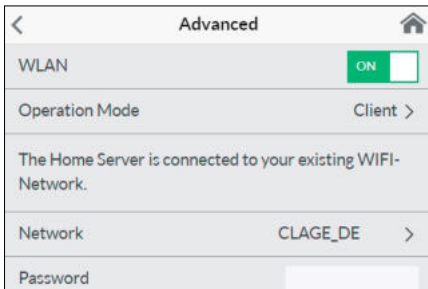 Advanced
WLAN ON
Operation Mode Client >
The Home Server is connected to your existing WIFI-
Network.
Network CLAGE_DE >
Password